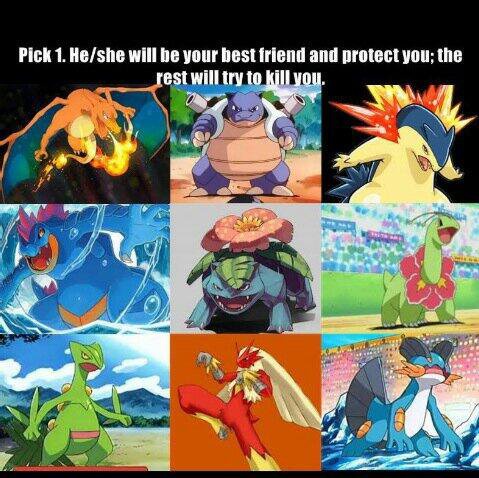 Pick 1. He/she will be your best friend and protect you; the
rest will try to kill you.